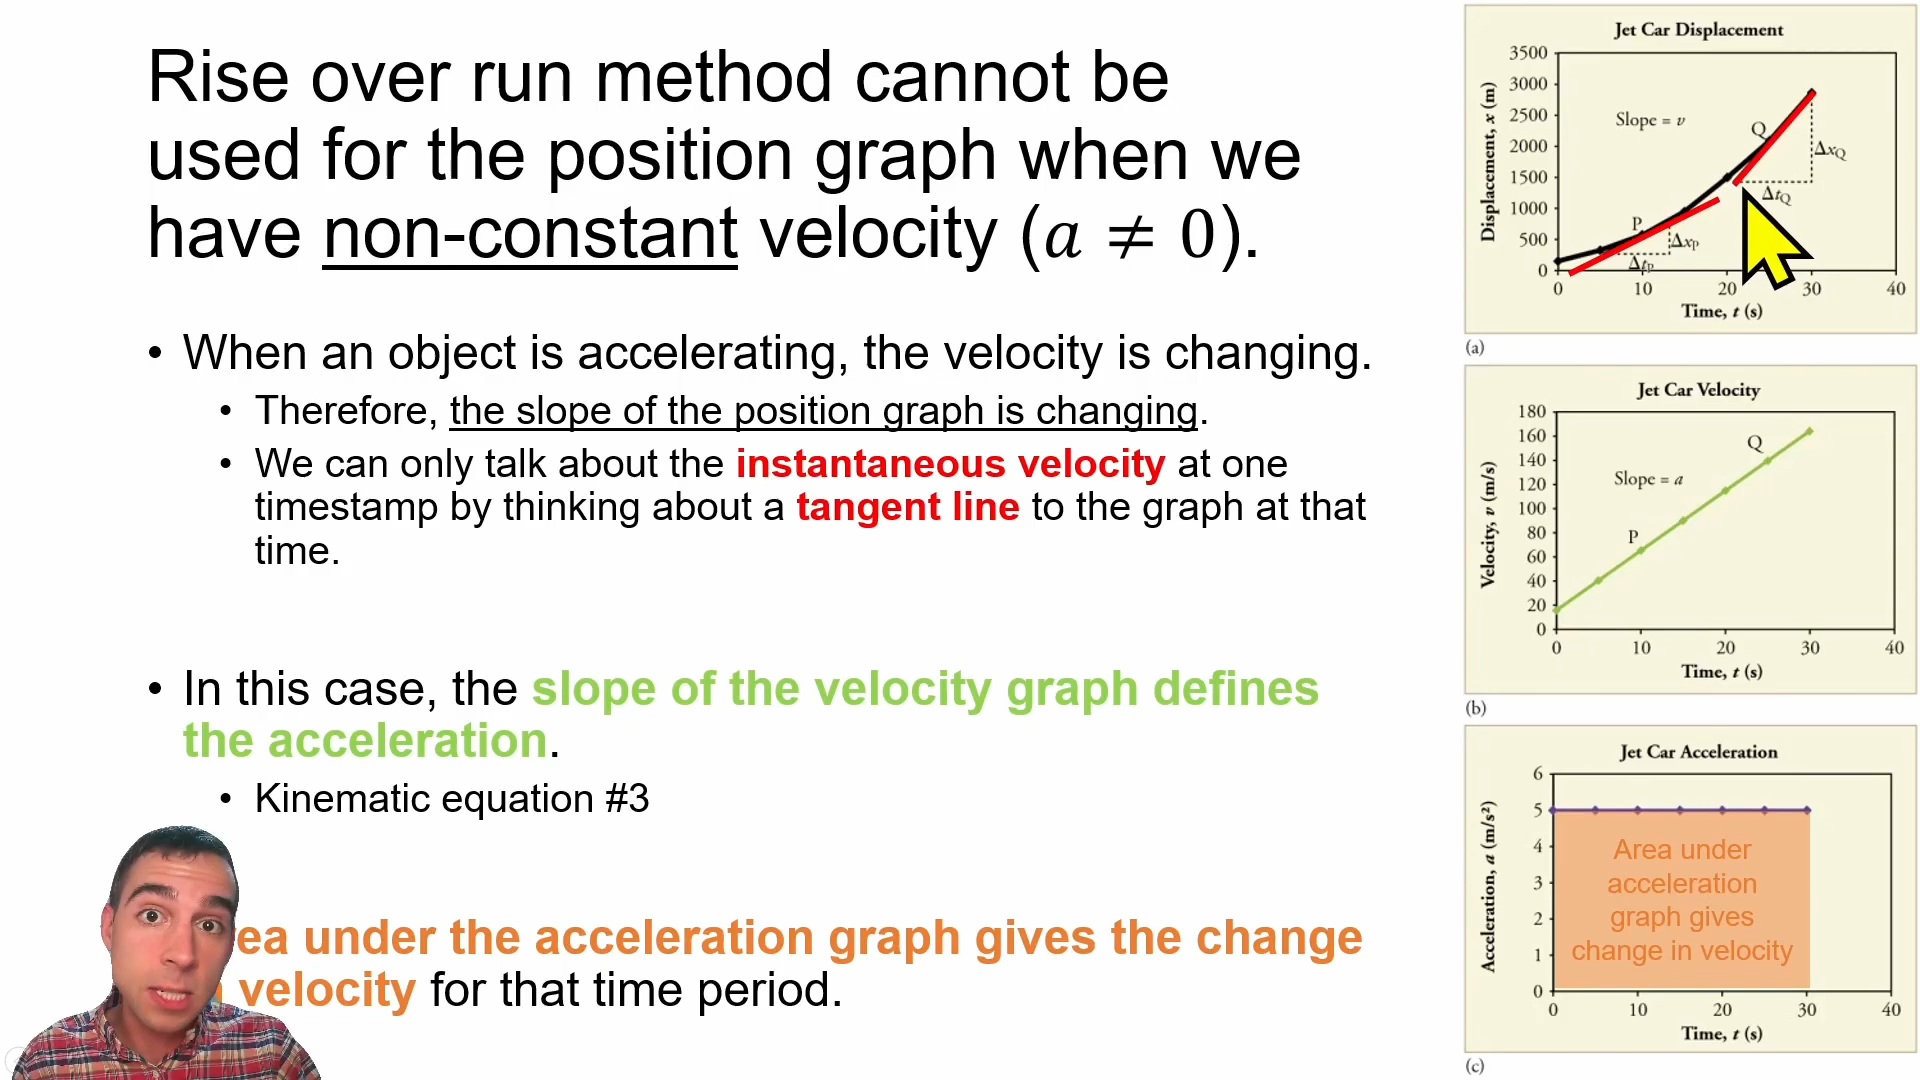 Rise over run method cannot be
used for the position graph when we
have non-constant velocity (𝑎 ≠ 0).
• When an object is accelerating, the velocity is changing.
• Therefore, the slope of the position graph is changing.
• We can only talk about the instantaneous velocity at one
timestamp by thinking about a tangent line to the graph at that
time.
• In this case, the slope of the velocity graph defines
the acceleration.
• Kinematic equation #3
under the acceleration graph gives the change
velocity for that time period.
Jet Car Displacement
3500
3000
2500
2000
1500
1000
500
0
Displacement, x (m)
Slope = v
Q
ΔxQ
ΔtQ
P
ΔxP
ΔtP
0 10 20 30 40
Time, t (s)
(a)
Jet Car Velocity
180
160
140
120
100
80
60
40
20
0
Velocity, v (m/s)
Slope = a
Q
P
0 10 20 30 40
Time, t (s)
(b)
Jet Car Acceleration
6
5
4
3
2
1
0
Acceleration, a (m/s²)
Area under
acceleration
graph gives
change in velocity
0 10 20 30 40
Time, t (s)
(c)